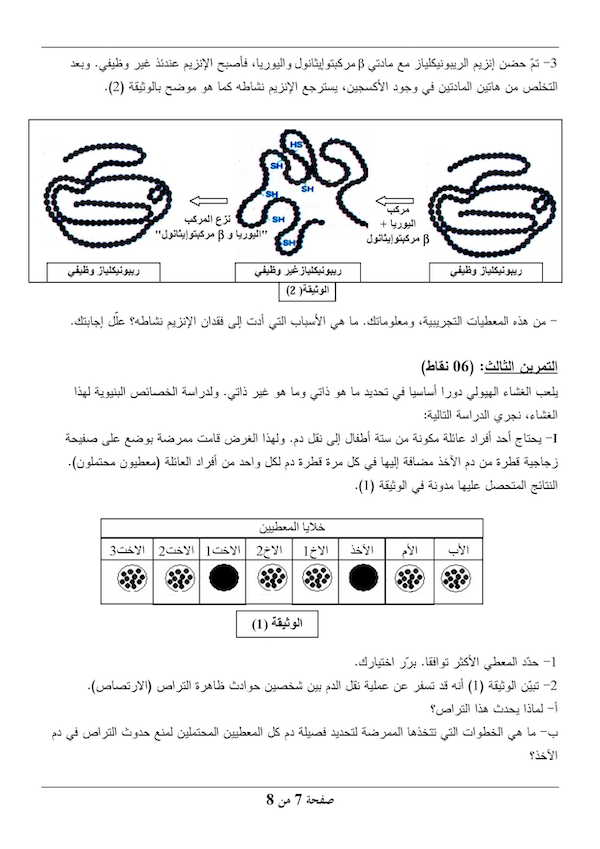 3- تمّ حضن إنزيم الريبونيكلياز مع مادتي β مركبتوإيثانول واليوريا، فأصبح الإنزيم عندئذ غير وظيفي. وبعد
التخلص من هاتين المادتين في وجود الأكسجين، يسترجع الإنزيم نشاطه كما هو موضح بالوثيقة (2).
HS
SH
SH
SH
SH
SH
مركب
اليوريا +
β مركبتوإيثانول
نزع المركب
"اليوريا و β مركبتوإيثانول"
ريبونيكلياز وظيفي
ريبونيكلياز غير وظيفي
ريبونيكلياز وظيفي
الوثيقة (2)
- من هذه المعطيات التجريبية، ومعلوماتك. ما هي الأسباب التي أدت إلى فقدان الإنزيم نشاطه؟ علّل إجابتك.
التمرين الثالث: (06 نقاط)
يلعب الغشاء الهيولي دورا أساسيا في تحديد ما هو ذاتي وما هو غير ذاتي. ولدراسة الخصائص البنيوية لهذا
الغشاء، نجري الدراسة التالية:
I- يحتاج أحد أفراد عائلة مكونة من ستة أطفال إلى نقل دم. ولهذا الغرض قامت ممرضة بوضع على صفيحة
زجاجية قطرة من دم الآخذ مضافة إليها في كل مرة قطرة دم لكل واحد من أفراد العائلة (معطيون محتملون).
النتائج المتحصل عليها مدونة في الوثيقة (1).
خلايا المعطيين
الأب الأم الآخذ الاخ1 الاخ2 الاخت1 الاخت2 الاخت3
الوثيقة (1)
1- حدّد المعطي الأكثر توافقا. برّر اختيارك.
2- تبيّن الوثيقة (1) أنه قد تسفر عن عملية نقل الدم بين شخصين حوادث ظاهرة التراص (الارتصاص).
أ- لماذا يحدث هذا التراص؟
ب- ما هي الخطوات التي تتخذها الممرضة لتحديد فصيلة دم كل المعطيين المحتملين لمنع حدوث التراص في دم
الآخذ؟
صفحة 7 من 8